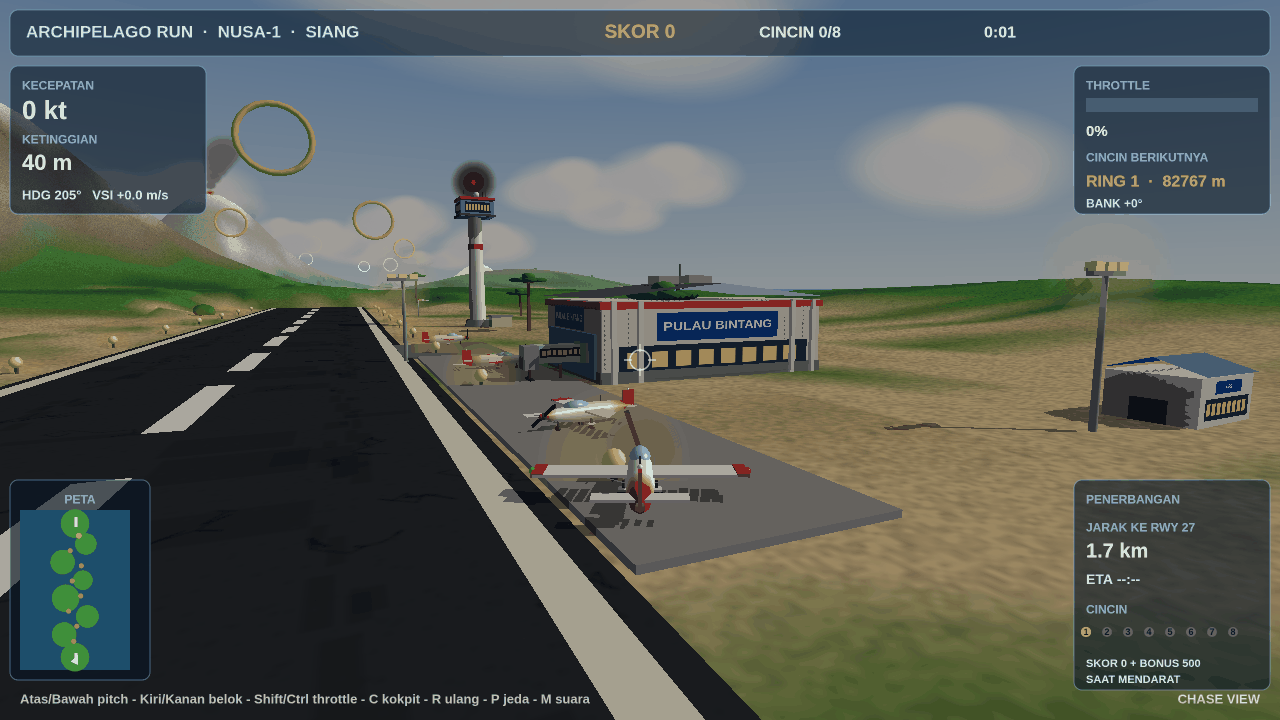 ARCHIPELAGO RUN · NUSA-1 · SIANG
SKOR 0
CINCIN 0/8
0:01
KECEPATAN
0 kt
KETINGGIAN
40 m
HDG 205° VSI +0.0 m/s
THROTTLE
0%
CINCIN BERIKUTNYA
RING 1 · 82767 m
BANK +0°
PULAU BINTANG
PETA
PENERBANGAN
JARAK KE RWY 27
1.7 km
ETA --:--
CINCIN
1 2 3 4 5 6 7 8
SKOR 0 + BONUS 500
SAAT MENDARAT
Atas/Bawah pitch - Kiri/Kanan belok - Shift/Ctrl throttle - C kokpit - R ulang - P jeda - M suara
CHASE VIEW